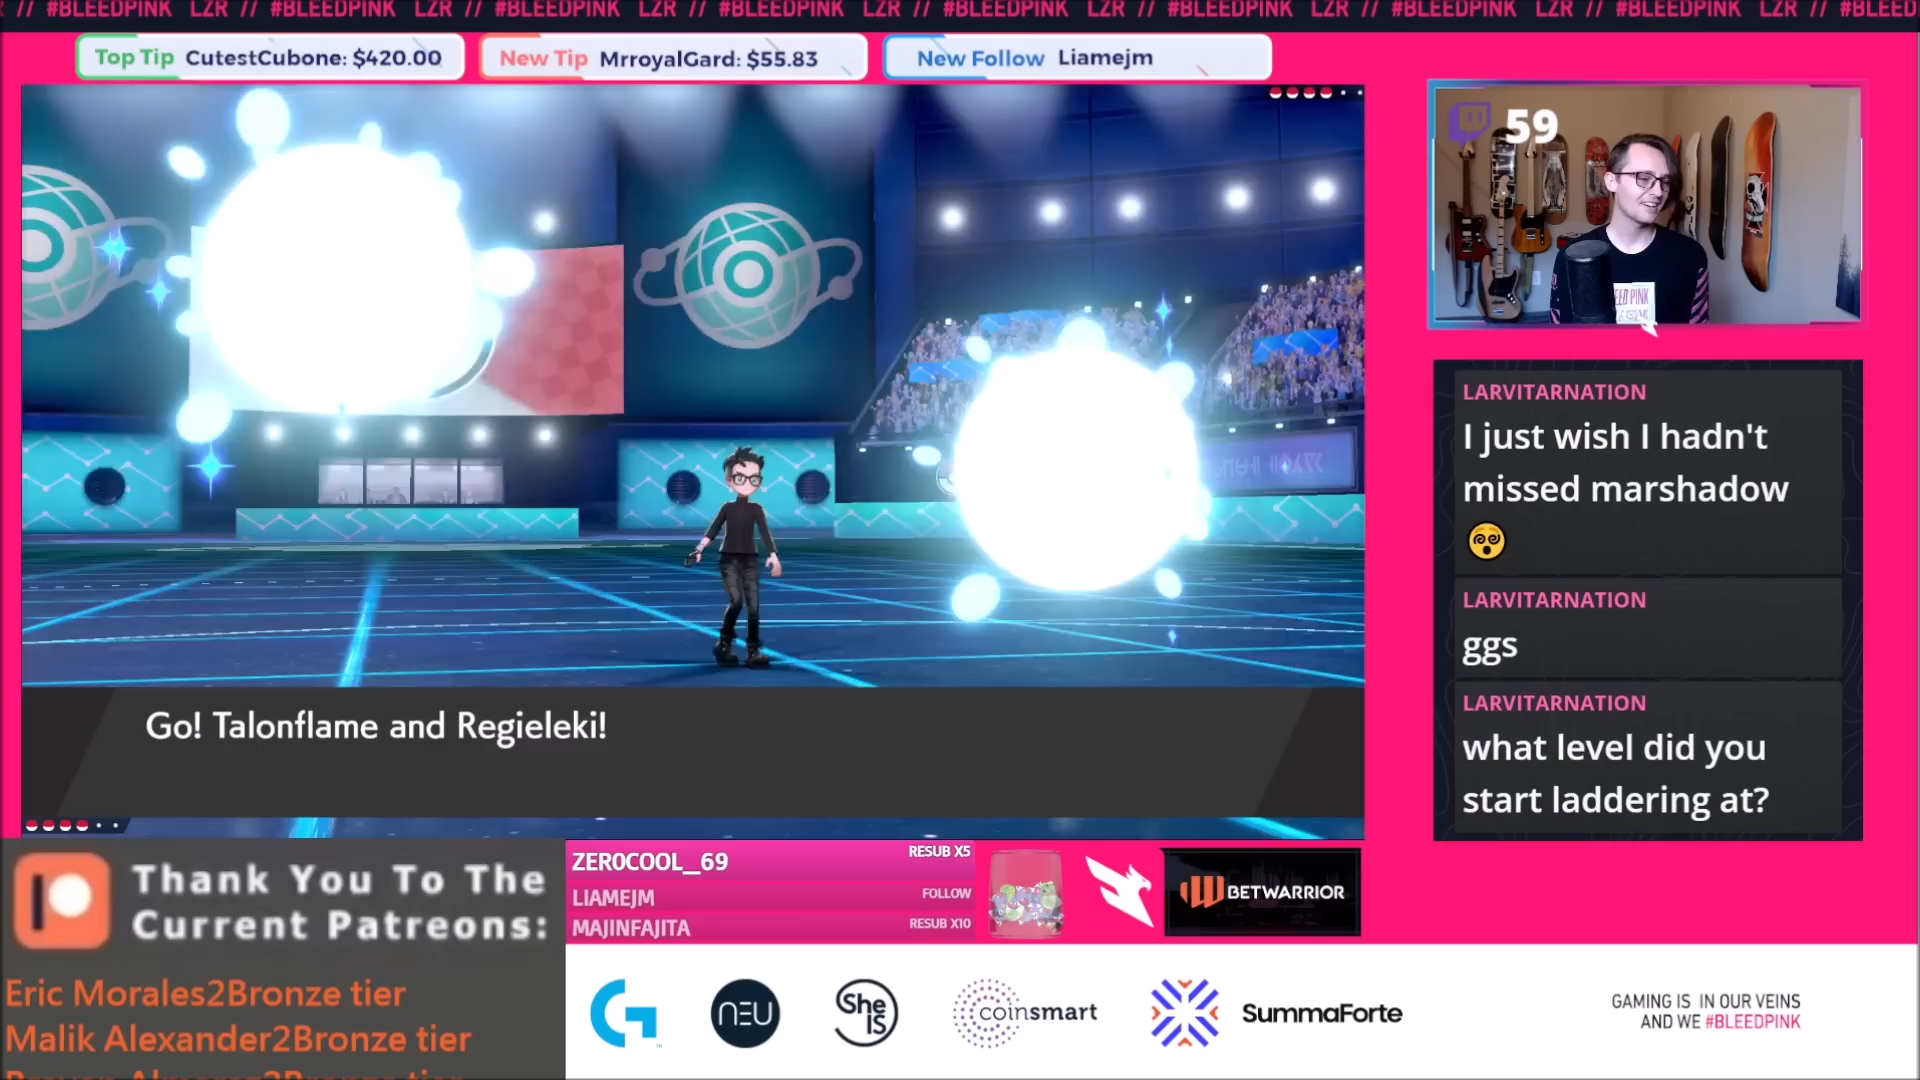 // #BLEEDPINK LZR // #BLEEDPINK LZR // #BLEEDPINK LZR // #BLEEDPINK LZR // #BLEEDPINK LZR // #BLEEDPINK LZR // #BLEEDPINK LZR // #BLEEDPINK LZR // #BLEED
Top Tip CutestCubone: $420.00
New Tip MrroyalGard: $55.83
New Follow Liamejm
59
LARVITARNATION
I just wish I hadn't
missed marshadow
LARVITARNATION
ggs
LARVITARNATION
what level did you
start laddering at?
Go! Talonflame and Regieleki!
Thank You To The
Current Patreons:
Eric Morales2Bronze tier
Malik Alexander2Bronze tier
ZER0COOL_69 RESUB X5
LIAMEJM FOLLOW
MAJINFAJITA RESUB X10
BETWARRIOR
NEU
She
IS
coinsmart
SummaForte
GAMING IS IN OUR VEINS
AND WE #BLEEDPINK